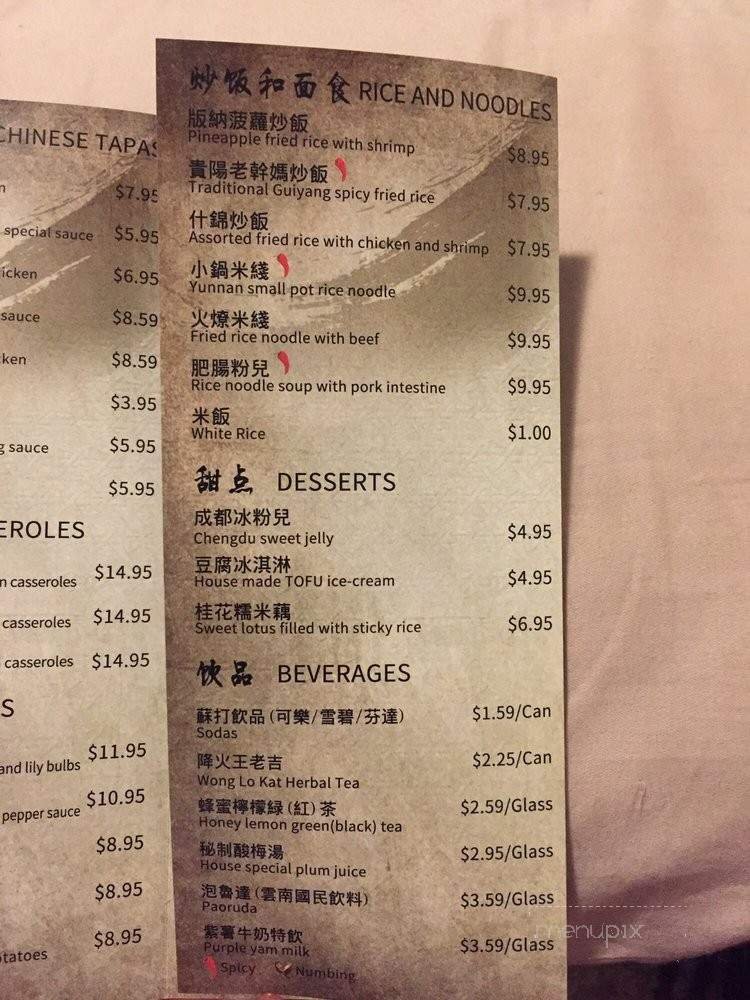 CHINESE TAPAS
n
$7.95
special sauce $5.95
icken $6.95
sauce $8.59
ken $8.59
$3.95
g sauce $5.95
$5.95
EROLES
n casseroles $14.95
casseroles $14.95
casseroles $14.95
S
and lily bulbs $11.95
pepper sauce $10.95
$8.95
$8.95
otatoes $8.95
炒饭和面食 RICE AND NOODLES
版納菠蘿炒飯
Pineapple fried rice with shrimp $8.95
貴陽老幹媽炒飯
Traditional Guiyang spicy fried rice $7.95
什錦炒飯
Assorted fried rice with chicken and shrimp $7.95
小鍋米綫
Yunnan small pot rice noodle $9.95
火燎米綫
Fried rice noodle with beef $9.95
肥腸粉兒
Rice noodle soup with pork intestine $9.95
米飯
White Rice $1.00
甜点 DESSERTS
成都冰粉兒
Chengdu sweet jelly $4.95
豆腐冰淇淋
House made TOFU ice-cream $4.95
桂花糯米藕
Sweet lotus filled with sticky rice $6.95
饮品 BEVERAGES
蘇打飲品(可樂/雪碧/芬達) $1.59/Can
Sodas
降火王老吉 $2.25/Can
Wong Lo Kat Herbal Tea
蜂蜜檸檬緑(紅)茶 $2.59/Glass
Honey lemon green(black) tea
秘制酸梅湯 $2.95/Glass
House special plum juice
泡魯達(雲南國民飲料) $3.59/Glass
Paoruda
紫薯牛奶特飲 $3.59/Glass
Purple yam milk
Spicy Numbing
menupix